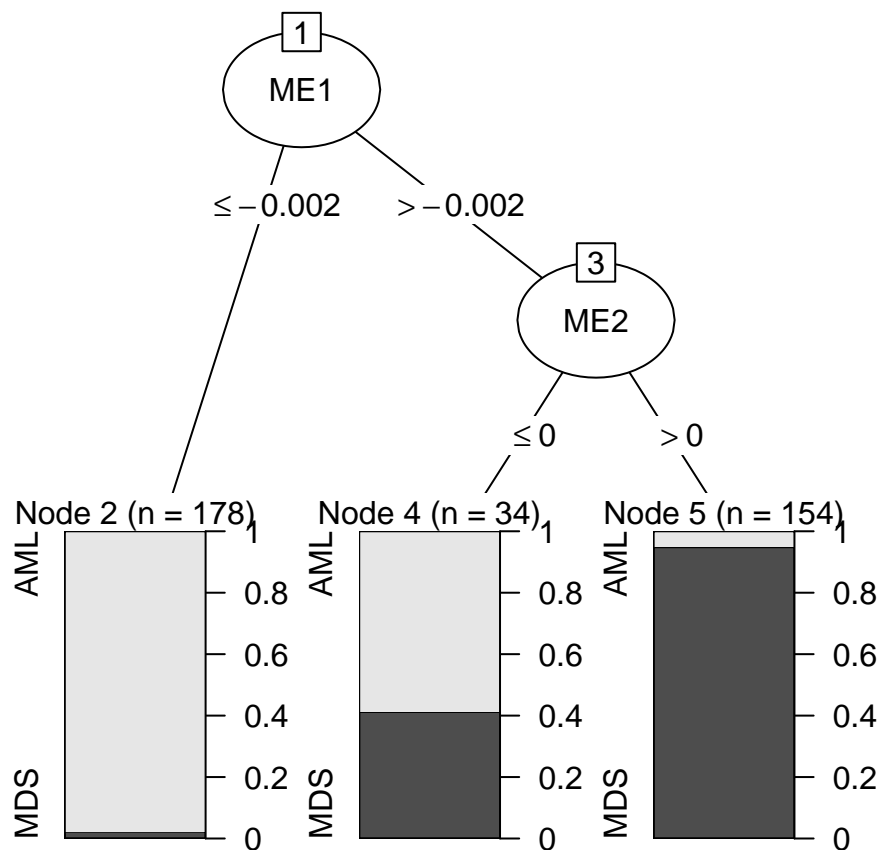 1
ME1
≤ −0.002
> −0.002
3
ME2
≤ 0
> 0
Node 2 (n = 178)
Node 4 (n = 34)
Node 5 (n = 154)
AML
MDS
1
0.8
0.6
0.4
0.2
0
AML
MDS
1
0.8
0.6
0.4
0.2
0
AML
MDS
1
0.8
0.6
0.4
0.2
0